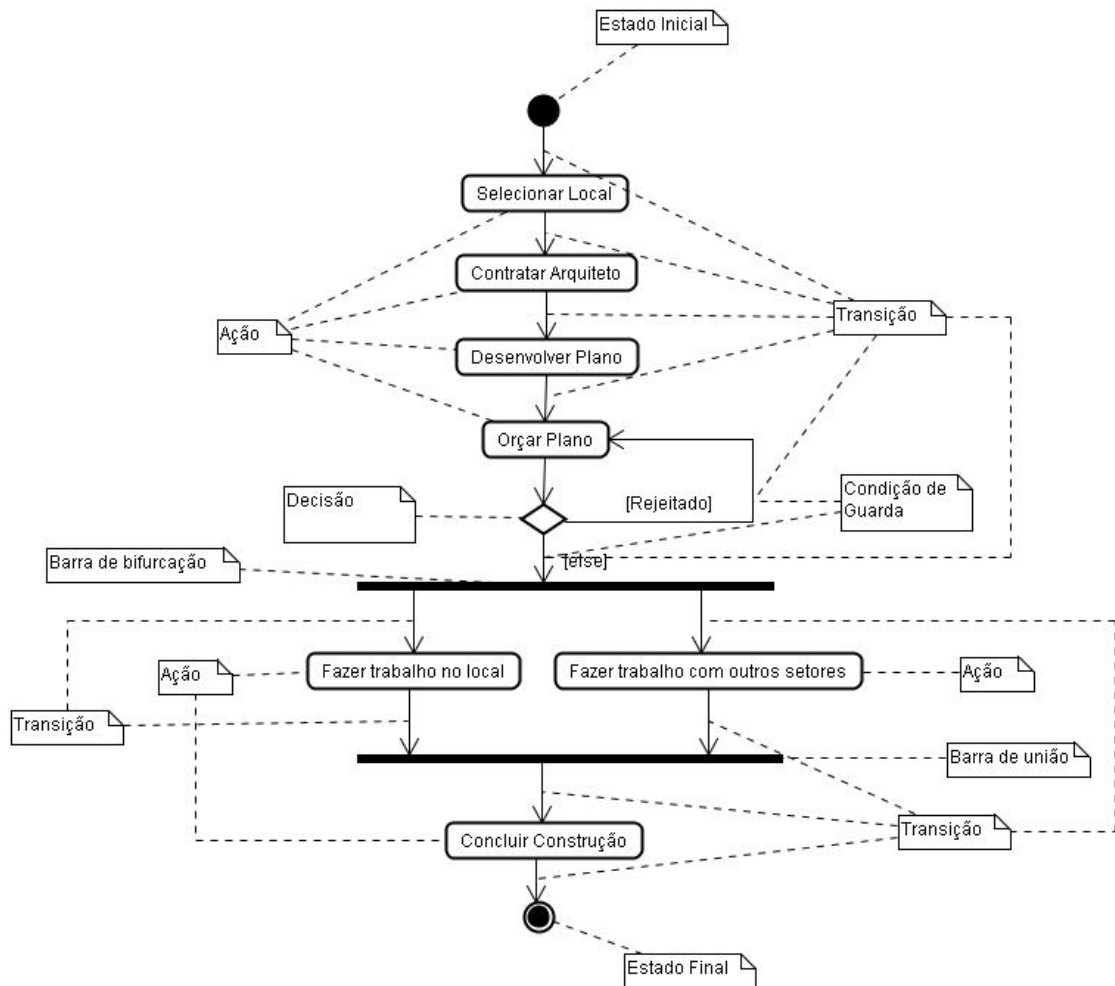 Estado Inicial
Selecionar Local
Contratar Arquiteto
Transição
Ação
Desenvolver Plano
Orçar Plano
Decisão
[Rejeitado]
Condição de
Guarda
Barra de bifurcação
[else]
Fazer trabalho no local
Fazer trabalho com outros setores
Ação
Ação
Transição
Barra de união
Transição
Concluir Construção
Estado Final